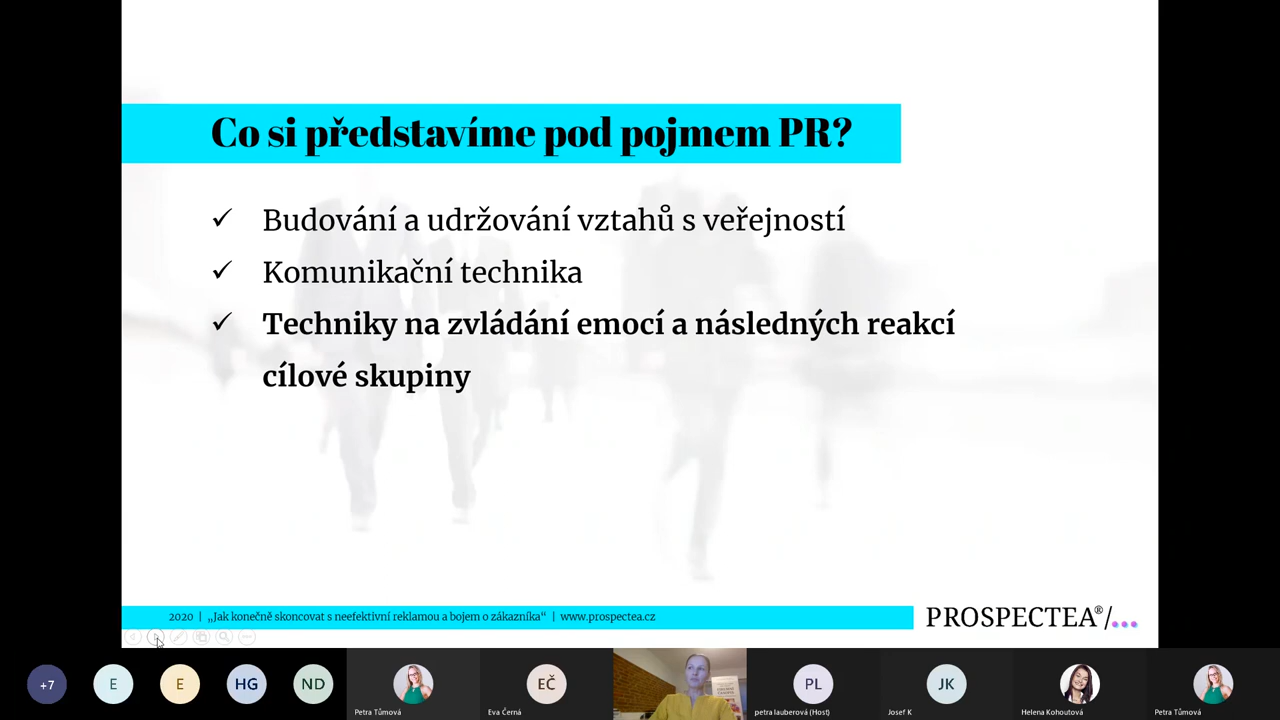 Co si představíme pod pojmem PR?
✓ Budování a udržování vztahů s veřejností
✓ Komunikační technika
✓ Techniky na zvládání emocí a následných reakcí
cílové skupiny
2020 | „Jak konečně skoncovat s neefektivní reklamou a bojem o zákazníka“ | www.prospectea.cz
PROSPECTEA®/...
+7
E
E
HG
ND
EČ
PL
JK
Petra Tůmová
Eva Černá
petra lauberová (Host)
Josef K
Helena Kohoutová
Petra Tůmová